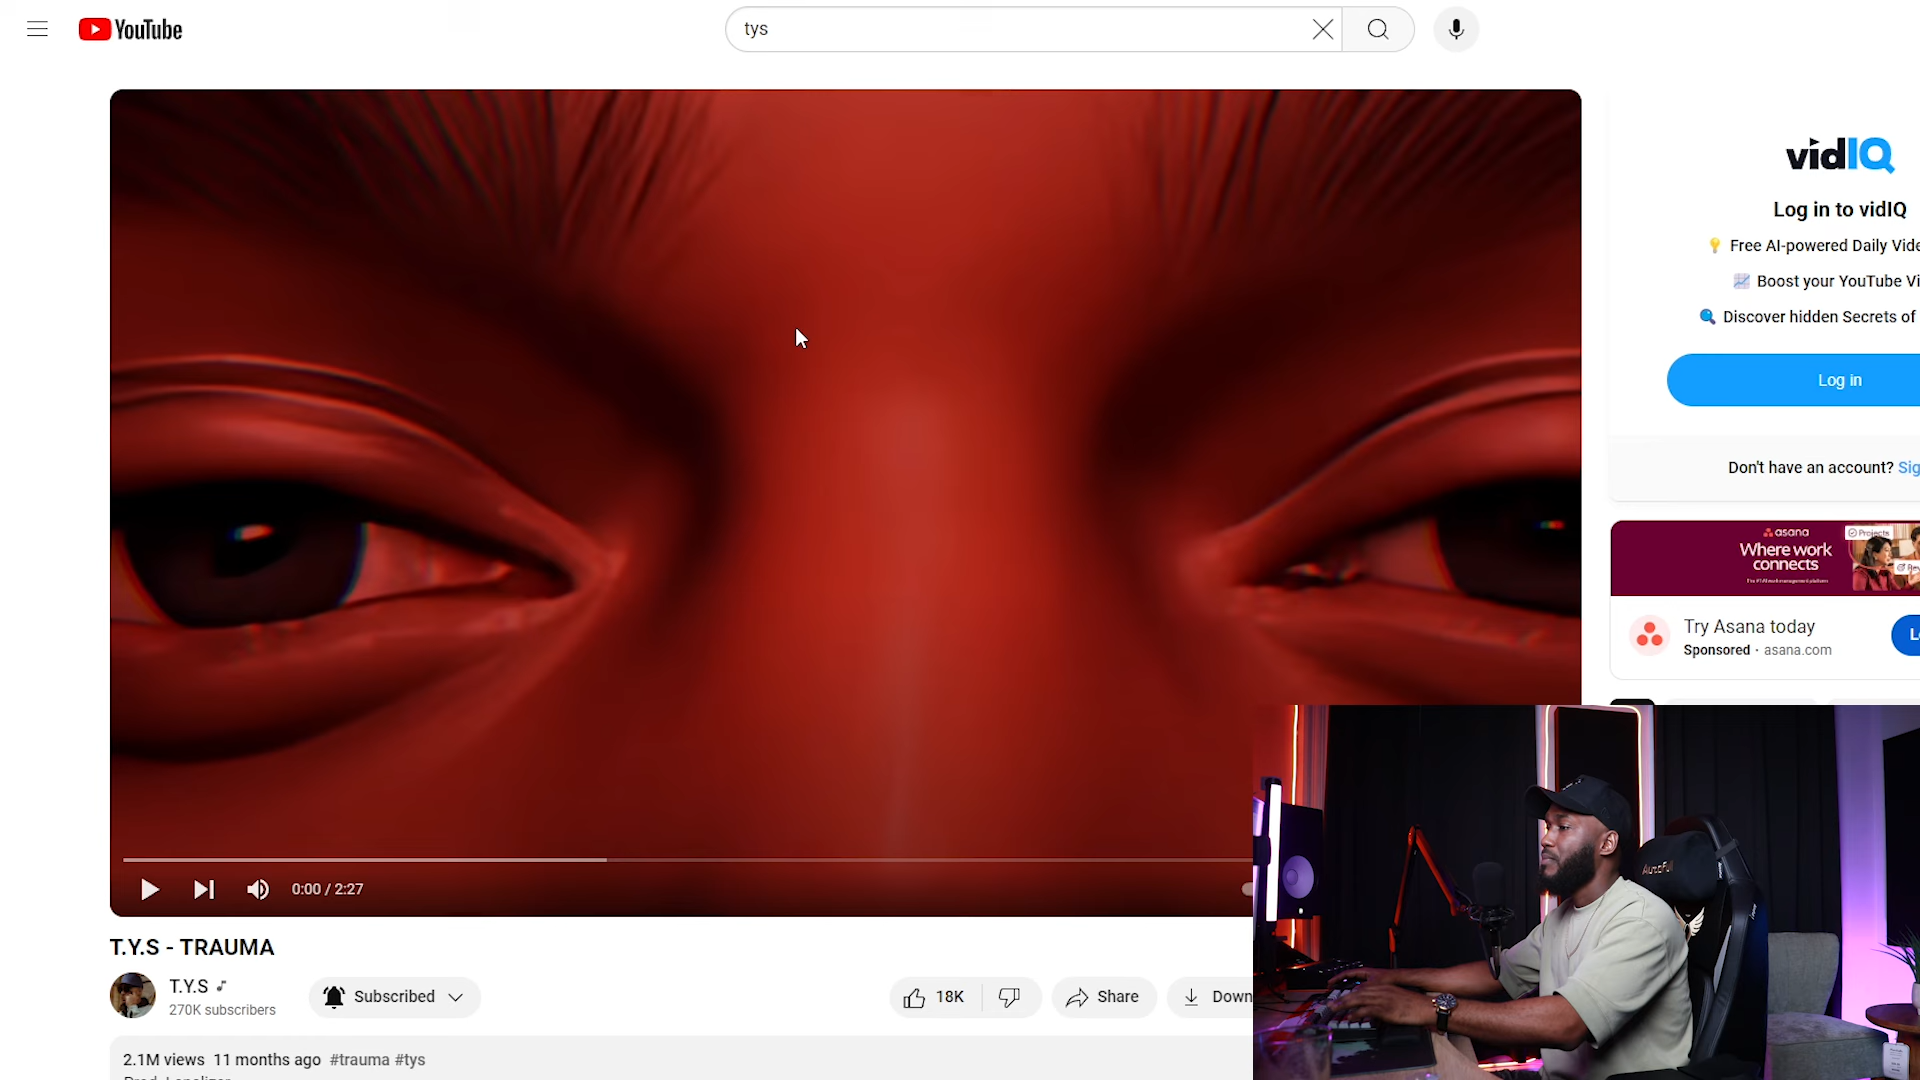 YouTube
tys
vidIQ
Log in to vidIQ
Free AI-powered Daily Vide
Boost your YouTube Vi
Discover hidden Secrets of
Log in
Don't have an account? Sig
asana
Where work
connects
Projects
Try Asana today
Sponsored · asana.com
0:00 / 2:27
T.Y.S - TRAUMA
T.Y.S
270K subscribers
Subscribed
18K
Share
Down
2.1M views 11 months ago #trauma #tys
AutoFull